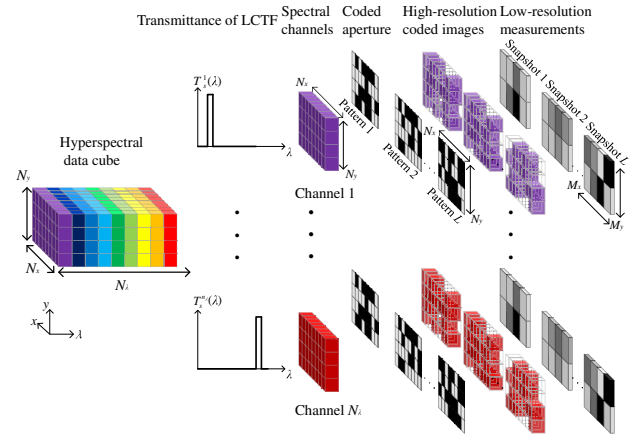 Transmittance of LCTF
Spectral channels
Coded aperture
High-resolution coded images
Low-resolution measurements
T_s^1(λ)
λ
N_x
N_y
Channel 1
Pattern 1
Pattern 2
Pattern L
N_x
N_y
Snapshot 1
Snapshot 2
Snapshot L
M_x
M_y
Hyperspectral
data cube
N_y
N_x
N_λ
y
x
λ
λ
Channel N_λ